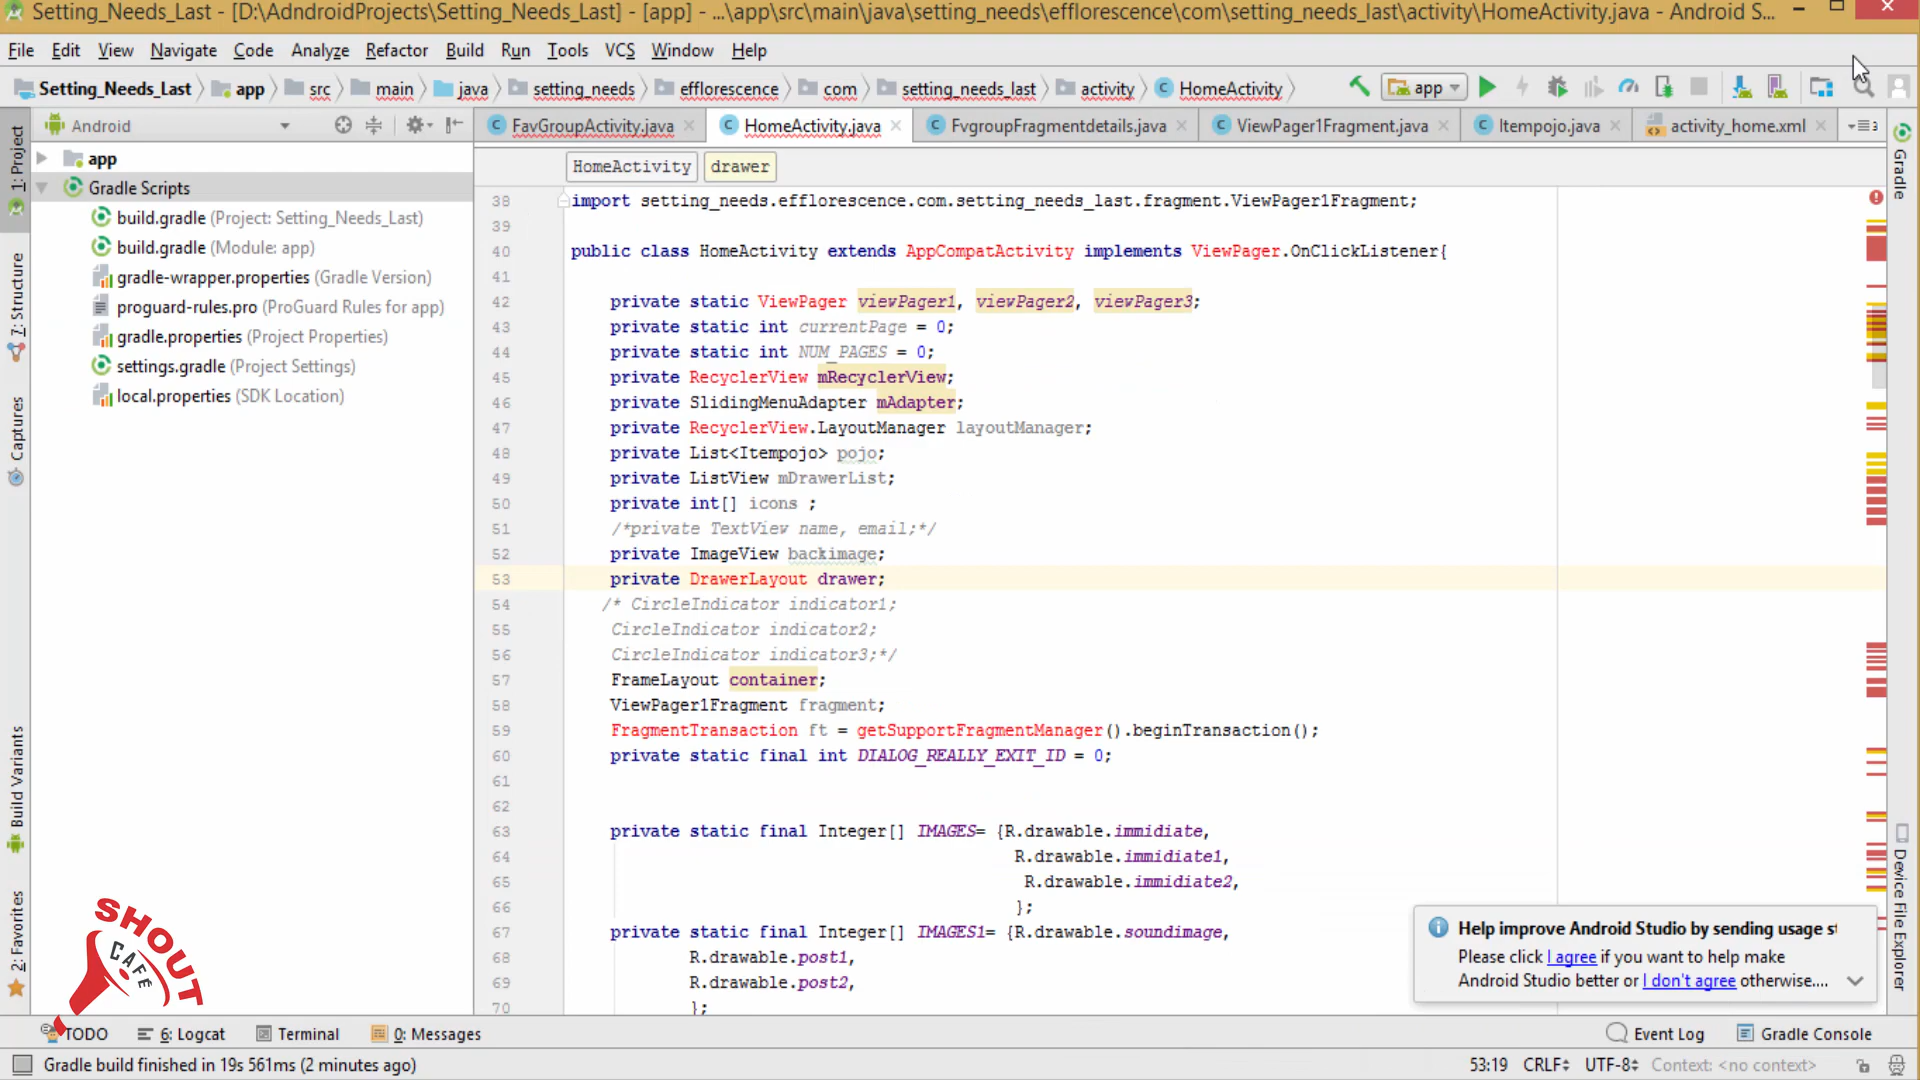 Setting_Needs_Last - [D:\AdndroidProjects\Setting_Needs_Last] - [app] - ...\app\src\main\java\setting_needs\efflorescence\com\setting_needs_last\activity\HomeActivity.java - Android S...
File Edit View Navigate Code Analyze Refactor Build Run Tools VCS Window Help
Setting_Needs_Last app src main java setting_needs efflorescence com setting_needs_last activity HomeActivity app
Android FavGroupActivity.java HomeActivity.java FvgroupFragmentdetails.java ViewPager1Fragment.java Itempojo.java activity_home.xml 3
HomeActivity drawer
app
Gradle Scripts
build.gradle (Project: Setting_Needs_Last)
build.gradle (Module: app)
gradle-wrapper.properties (Gradle Version)
proguard-rules.pro (ProGuard Rules for app)
gradle.properties (Project Properties)
settings.gradle (Project Settings)
local.properties (SDK Location)
1: Project
7: Structure
Captures
Build Variants
2: Favorites
38 import setting_needs.efflorescence.com.setting_needs_last.fragment.ViewPager1Fragment;
39
40 public class HomeActivity extends AppCompatActivity implements ViewPager.OnClickListener{
41
42 private static ViewPager viewPager1, viewPager2, viewPager3;
43 private static int currentPage = 0;
44 private static int NUM_PAGES = 0;
45 private RecyclerView mRecyclerView;
46 private SlidingMenuAdapter mAdapter;
47 private RecyclerView.LayoutManager layoutManager;
48 private List<Itempojo> pojo;
49 private ListView mDrawerList;
50 private int[] icons ;
51 /*private TextView name, email;*/
52 private ImageView backimage;
53 private DrawerLayout drawer;
54 /* CircleIndicator indicator1;
55 CircleIndicator indicator2;
56 CircleIndicator indicator3;*/
57 FrameLayout container;
58 ViewPager1Fragment fragment;
59 FragmentTransaction ft = getSupportFragmentManager().beginTransaction();
60 private static final int DIALOG_REALLY_EXIT_ID = 0;
61
62
63 private static final Integer[] IMAGES= {R.drawable.immidiate,
64 R.drawable.immidiate1,
65 R.drawable.immidiate2,
66 };
67 private static final Integer[] IMAGES1= {R.drawable.soundimage,
68 R.drawable.post1,
69 R.drawable.post2,
70 };
Gradle
Device File Explorer
Help improve Android Studio by sending usage st
Please click I agree if you want to help make
Android Studio better or I don't agree otherwise....
SHOUT
CAFE
TODO 6: Logcat Terminal 0: Messages Event Log Gradle Console
Gradle build finished in 19s 561ms (2 minutes ago) 53:19 CRLF UTF-8 Context: <no context>